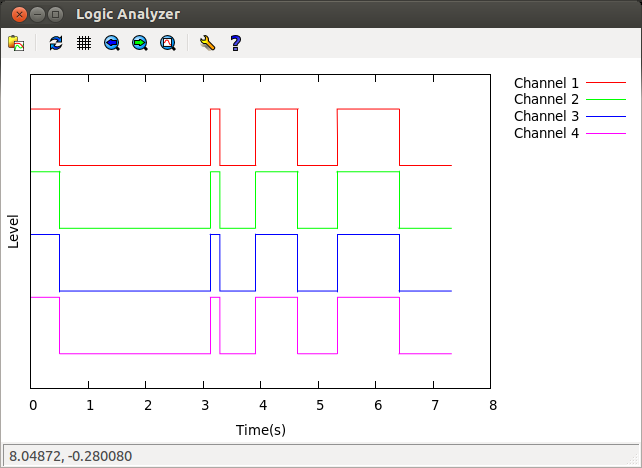 Logic Analyzer
Channel 1
Channel 2
Channel 3
Channel 4
Level
0 1 2 3 4 5 6 7 8
Time(s)
8.04872, -0.280080